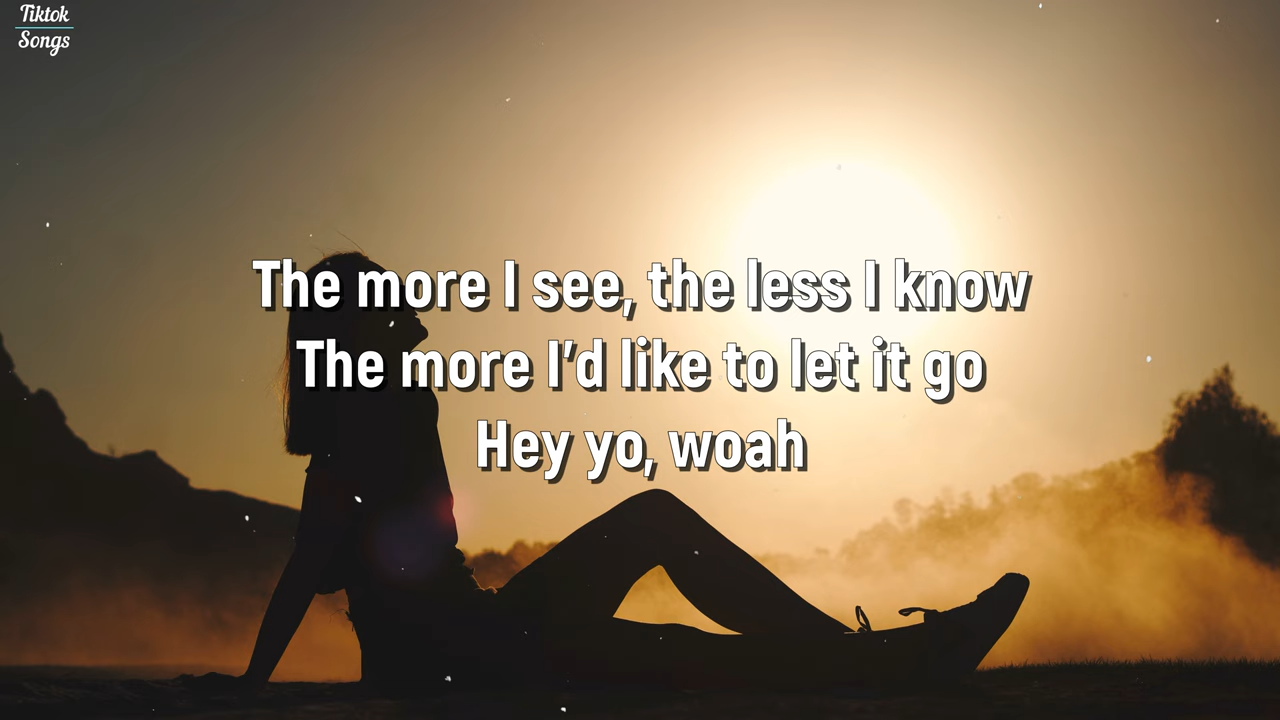 Tiktok
Songs
The more I see, the less I know
The more I'd like to let it go
Hey yo, woah